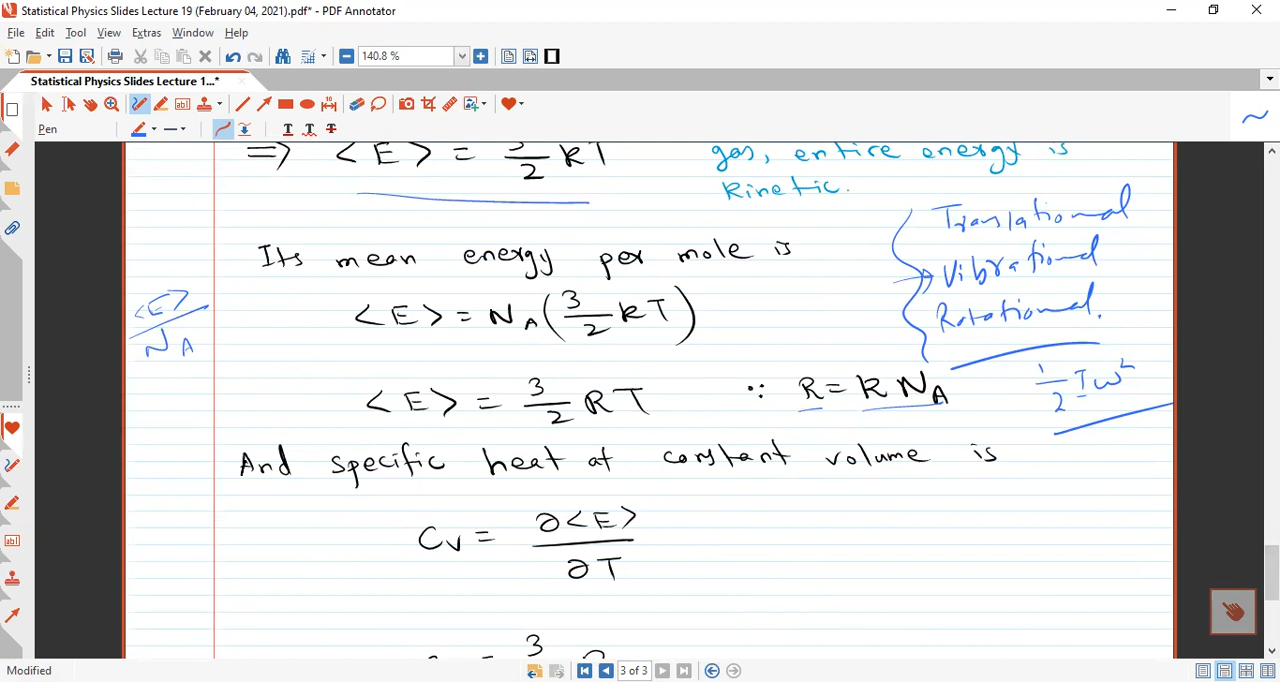 Statistical Physics Slides Lecture 19 (February 04, 2021).pdf* - PDF Annotator
File Edit Tool View Extras Window Help
140.8 %
Statistical Physics Slides Lecture 1...*
Pen
⟹ <E> = 3/2 kT
gas, entire energy is
Kinetic.
Translational
Vibrational
Rotational.
1/2 Iω²
Its mean energy per mole is
<E>/N_A
<E> = N_A (3/2 kT)
<E> = 3/2 RT ∵ R = k N_A
And specific heat at constant volume is
C_V = ∂<E>/∂T
3
Modified
3 of 3